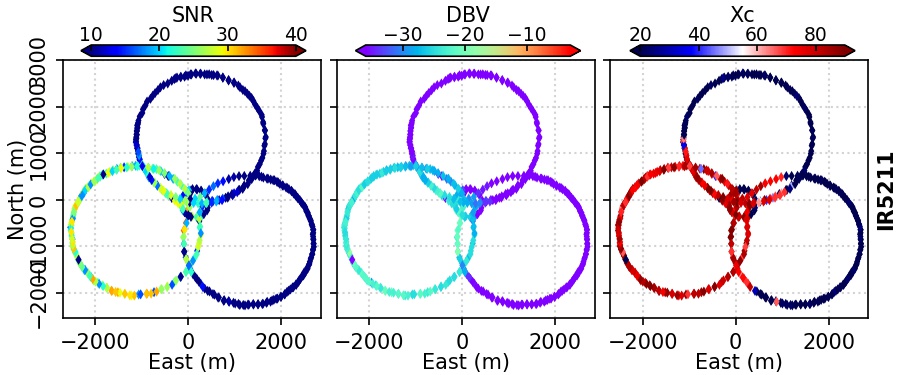 SNR DBV Xc
10 20 30 40 −30 −20 −10 20 40 60 80
3000
2000
1000
0
−1000
−2000
North (m)
−2000 0 2000 −2000 0 2000 −2000 0 2000
East (m) East (m) East (m)
IR5211